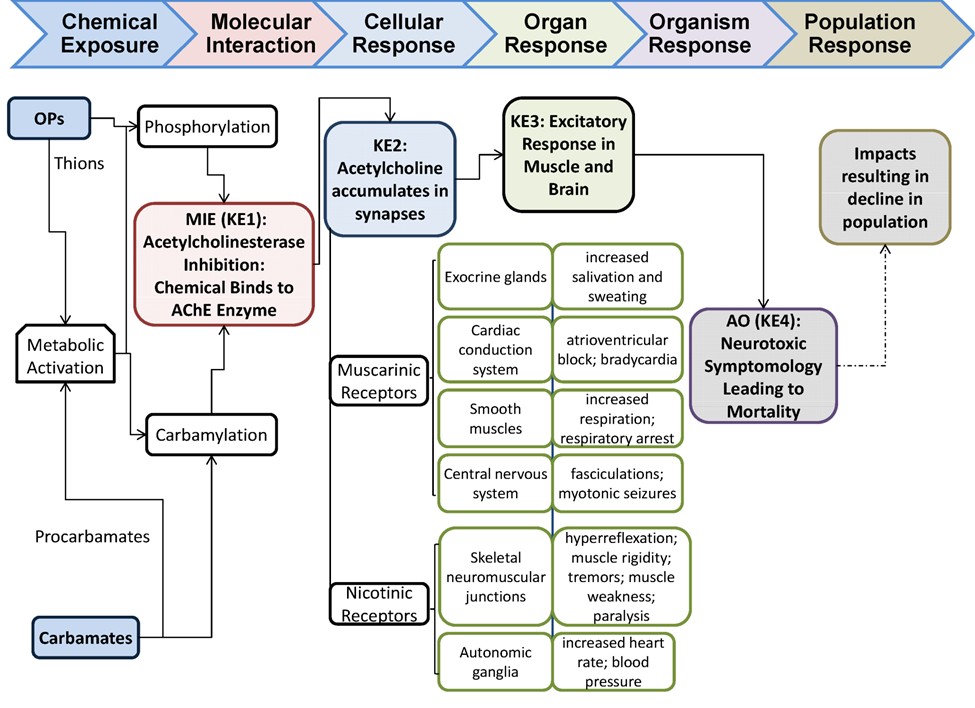 Chemical
Exposure
Molecular
Interaction
Cellular
Response
Organ
Response
Organism
Response
Population
Response
OPs
Thions
Phosphorylation
MIE (KE1):
Acetylcholinesterase
Inhibition:
Chemical Binds to
AChE Enzyme
Metabolic
Activation
Carbamylation
Procarbamates
Carbamates
KE2:
Acetylcholine
accumulates in
synapses
KE3: Excitatory
Response in
Muscle and
Brain
Impacts
resulting in
decline in
population
AO (KE4):
Neurotoxic
Symptomology
Leading to
Mortality
Muscarinic
Receptors
Exocrine glands
increased
salivation and
sweating
Cardiac
conduction
system
atrioventricular
block; bradycardia
Smooth
muscles
increased
respiration;
respiratory arrest
Central nervous
system
fasciculations;
myotonic seizures
Nicotinic
Receptors
Skeletal
neuromuscular
junctions
hyperreflexation;
muscle rigidity;
tremors; muscle
weakness;
paralysis
Autonomic
ganglia
increased heart
rate; blood
pressure